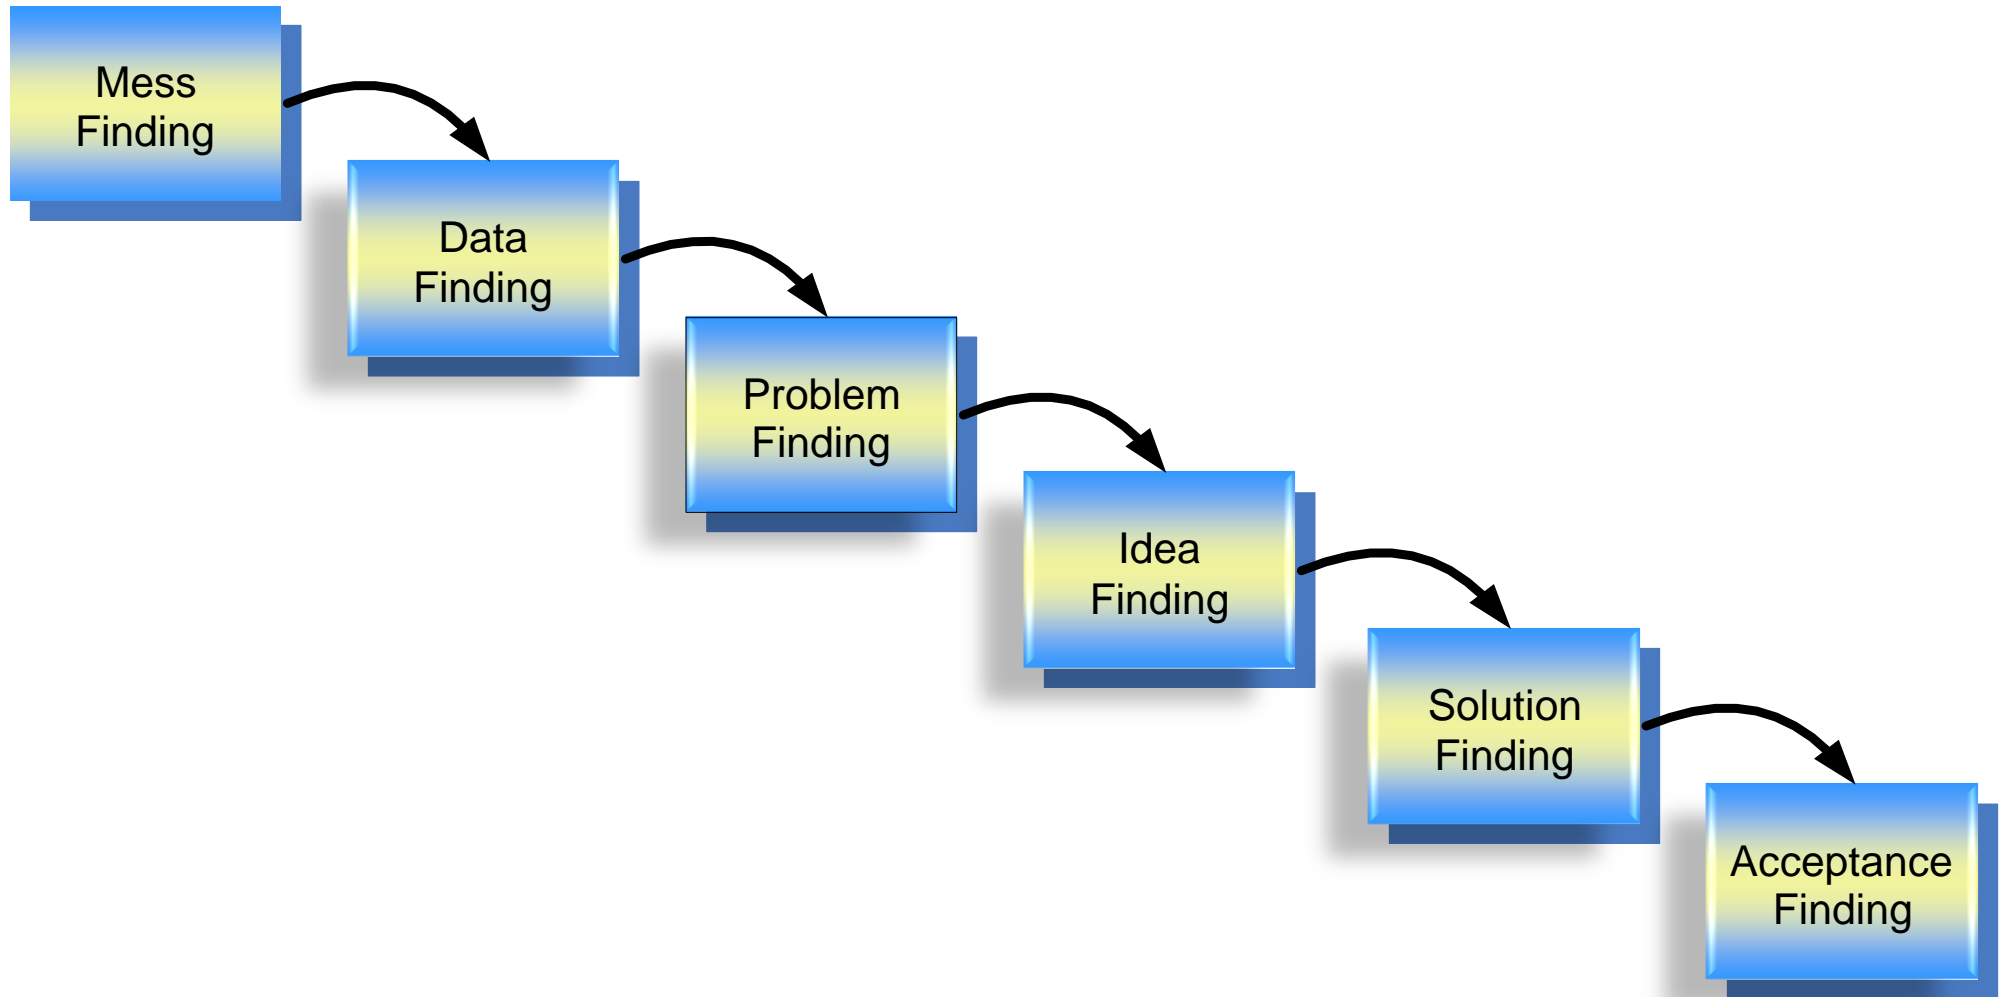 Mess
Finding
Data
Finding
Problem
Finding
Idea
Finding
Solution
Finding
Acceptance
Finding